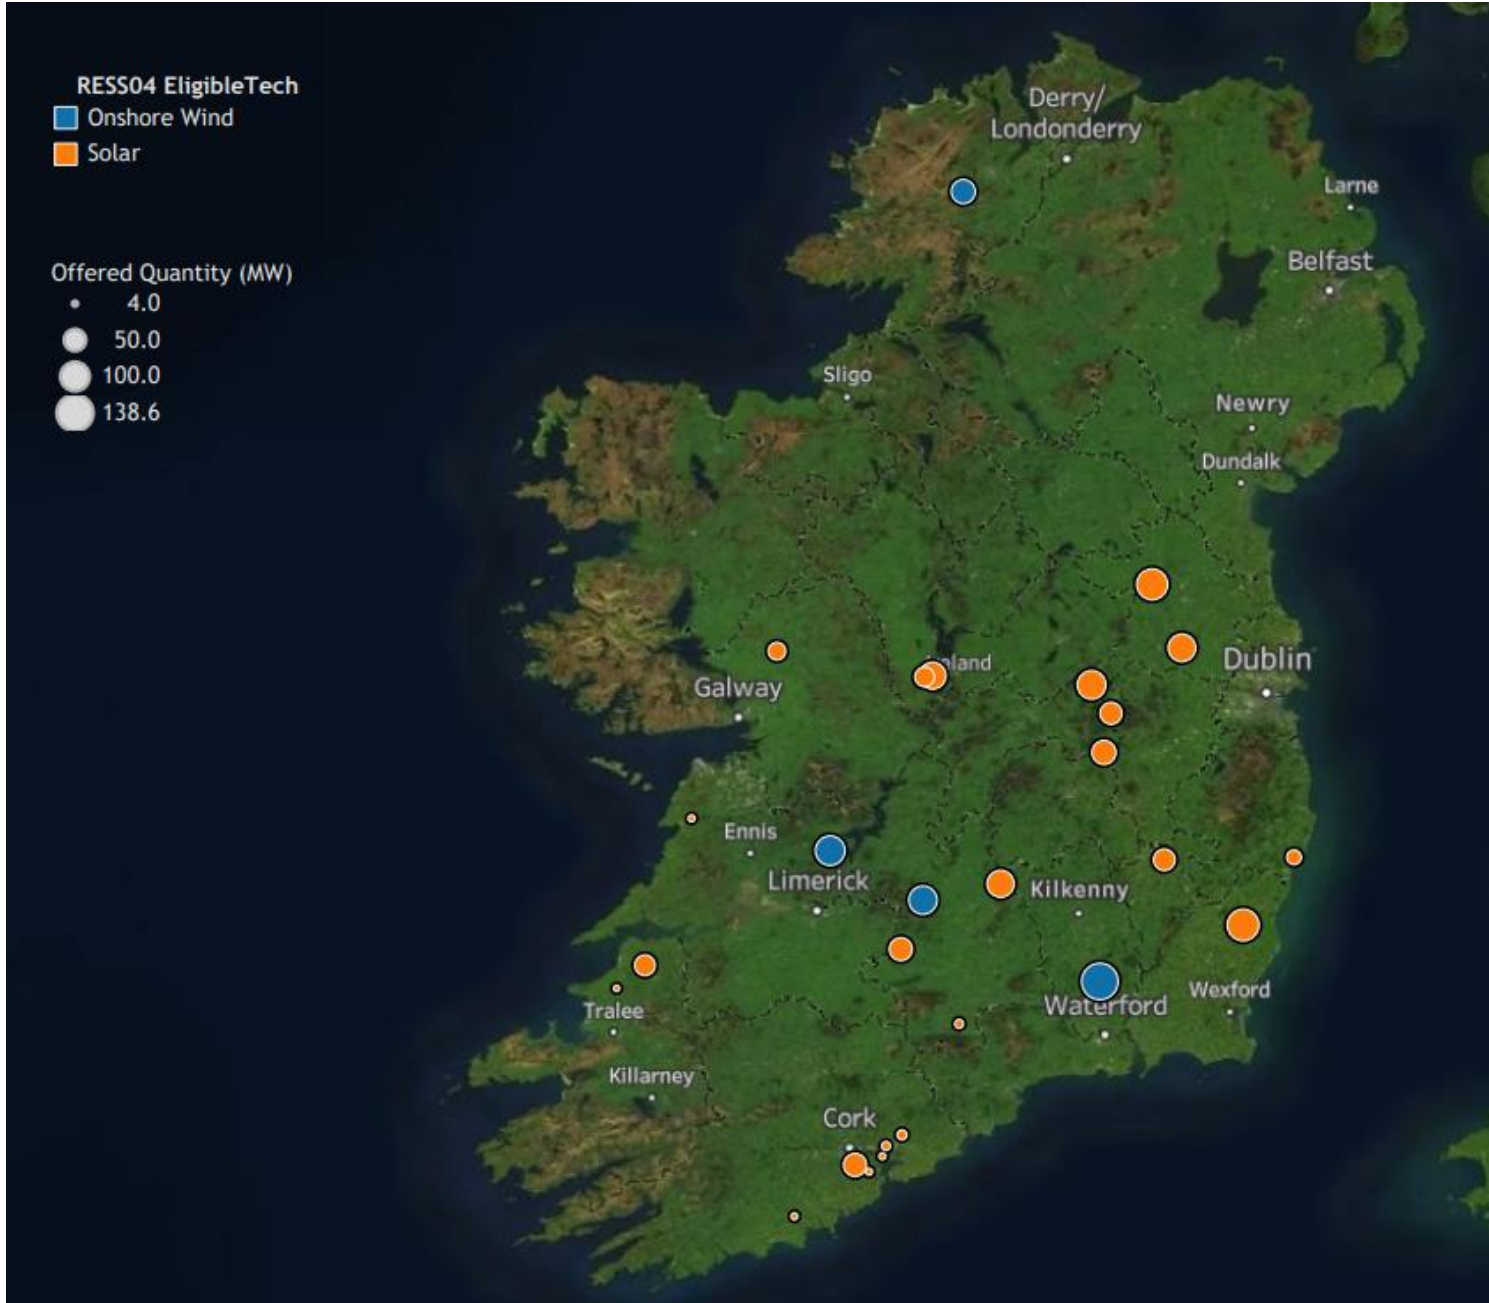 RESS04 EligibleTech
Onshore Wind
Solar
Offered Quantity (MW)
4.0
50.0
100.0
138.6
Derry/
Londonderry
Larne
Belfast
Sligo
Newry
Dundalk
Dublin
Galway
Ennis
Limerick
Kilkenny
Wexford
Waterford
Tralee
Killarney
Cork